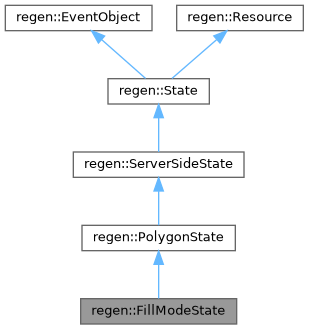 regen::EventObject
regen::Resource
regen::State
regen::ServerSideState
regen::PolygonState
regen::FillModeState